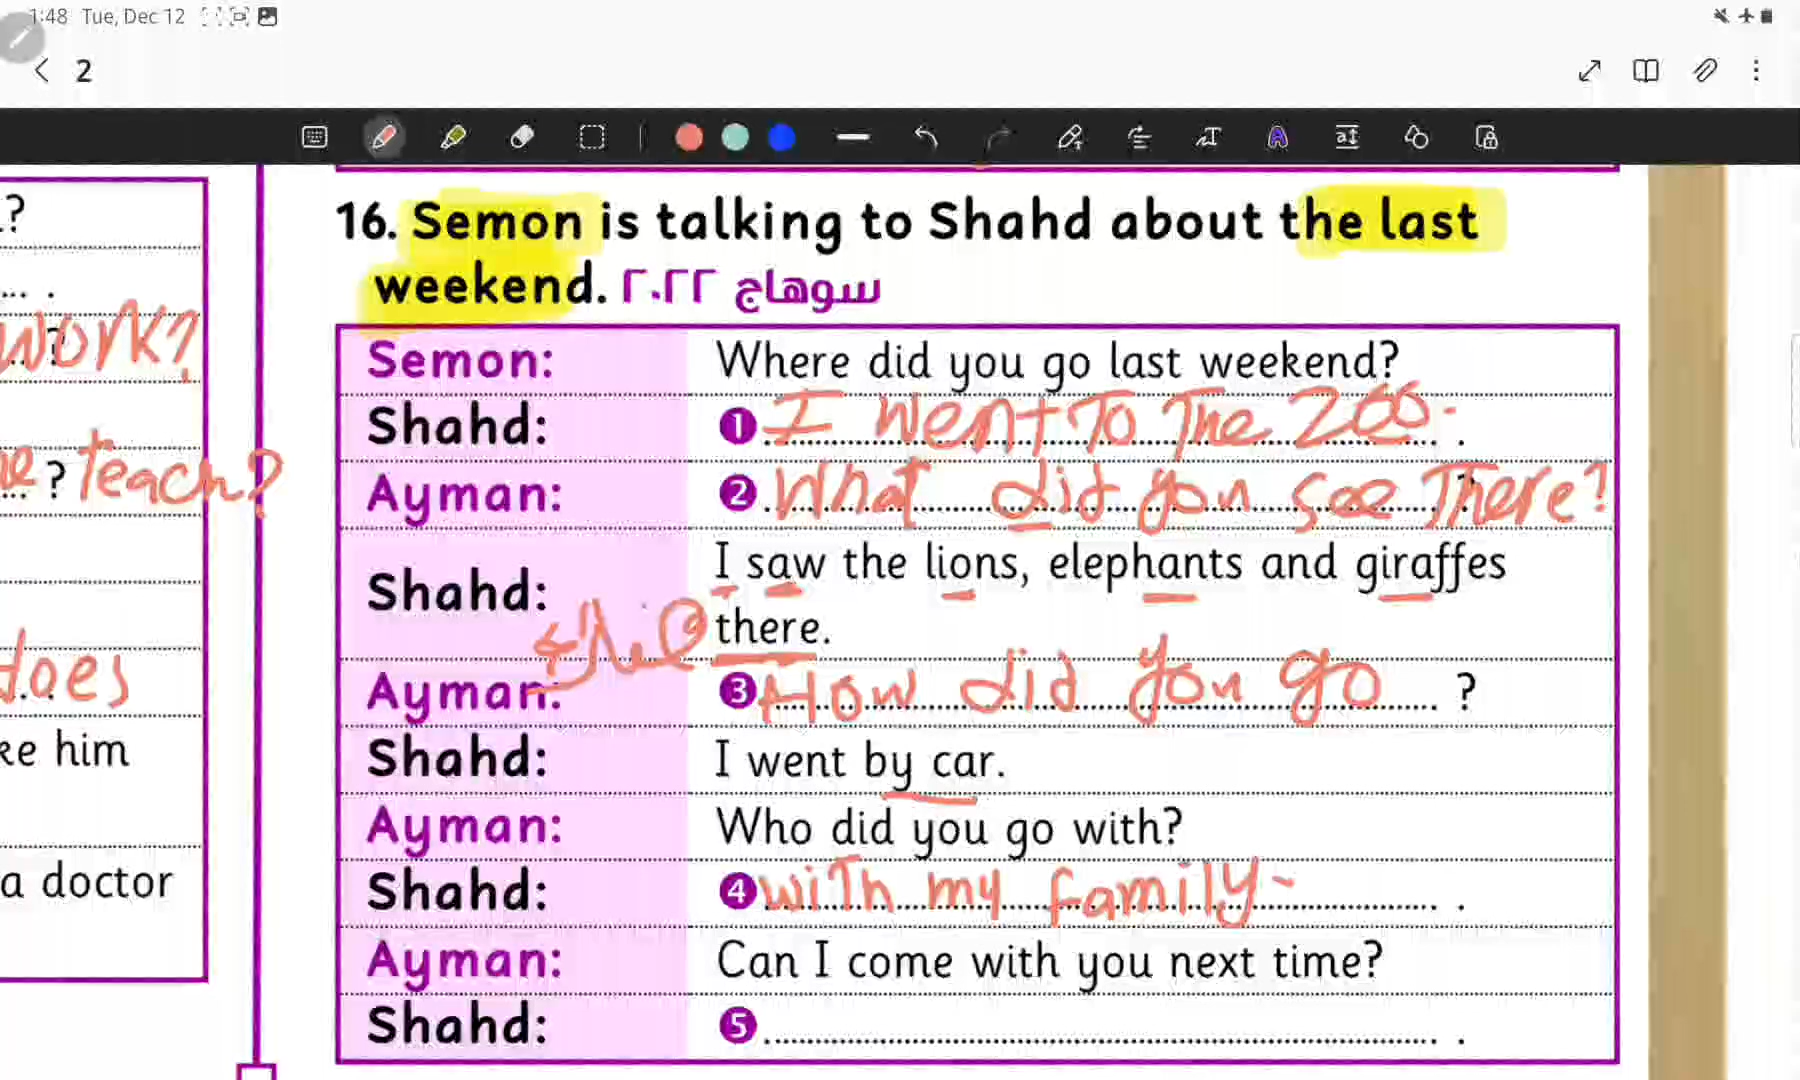 1:48 Tue, Dec 12
2
?
work?
?
he ? teach?
does
ke him
a doctor
16. Semon is talking to Shahd about the last
weekend. سوهاج ٢٠٢٢
Semon: Where did you go last weekend?
Shahd: 1 I went To The Zoo.
Ayman: 2 What did you see There?
Shahd: I saw the lions, elephants and giraffes
there.
Ayman: 3 How did you go ?
Shahd: I went by car.
Ayman: Who did you go with?
Shahd: 4 with my family.
Ayman: Can I come with you next time?
Shahd: 5 .